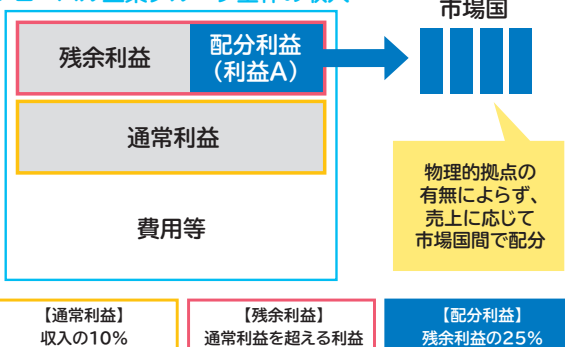 市場国
残余利益
配分利益
（利益A）
通常利益
費用等
物理的拠点の
有無によらず、
売上に応じて
市場国間で配分
【通常利益】
収入の10%
【残余利益】
通常利益を超える利益
【配分利益】
残余利益の25%